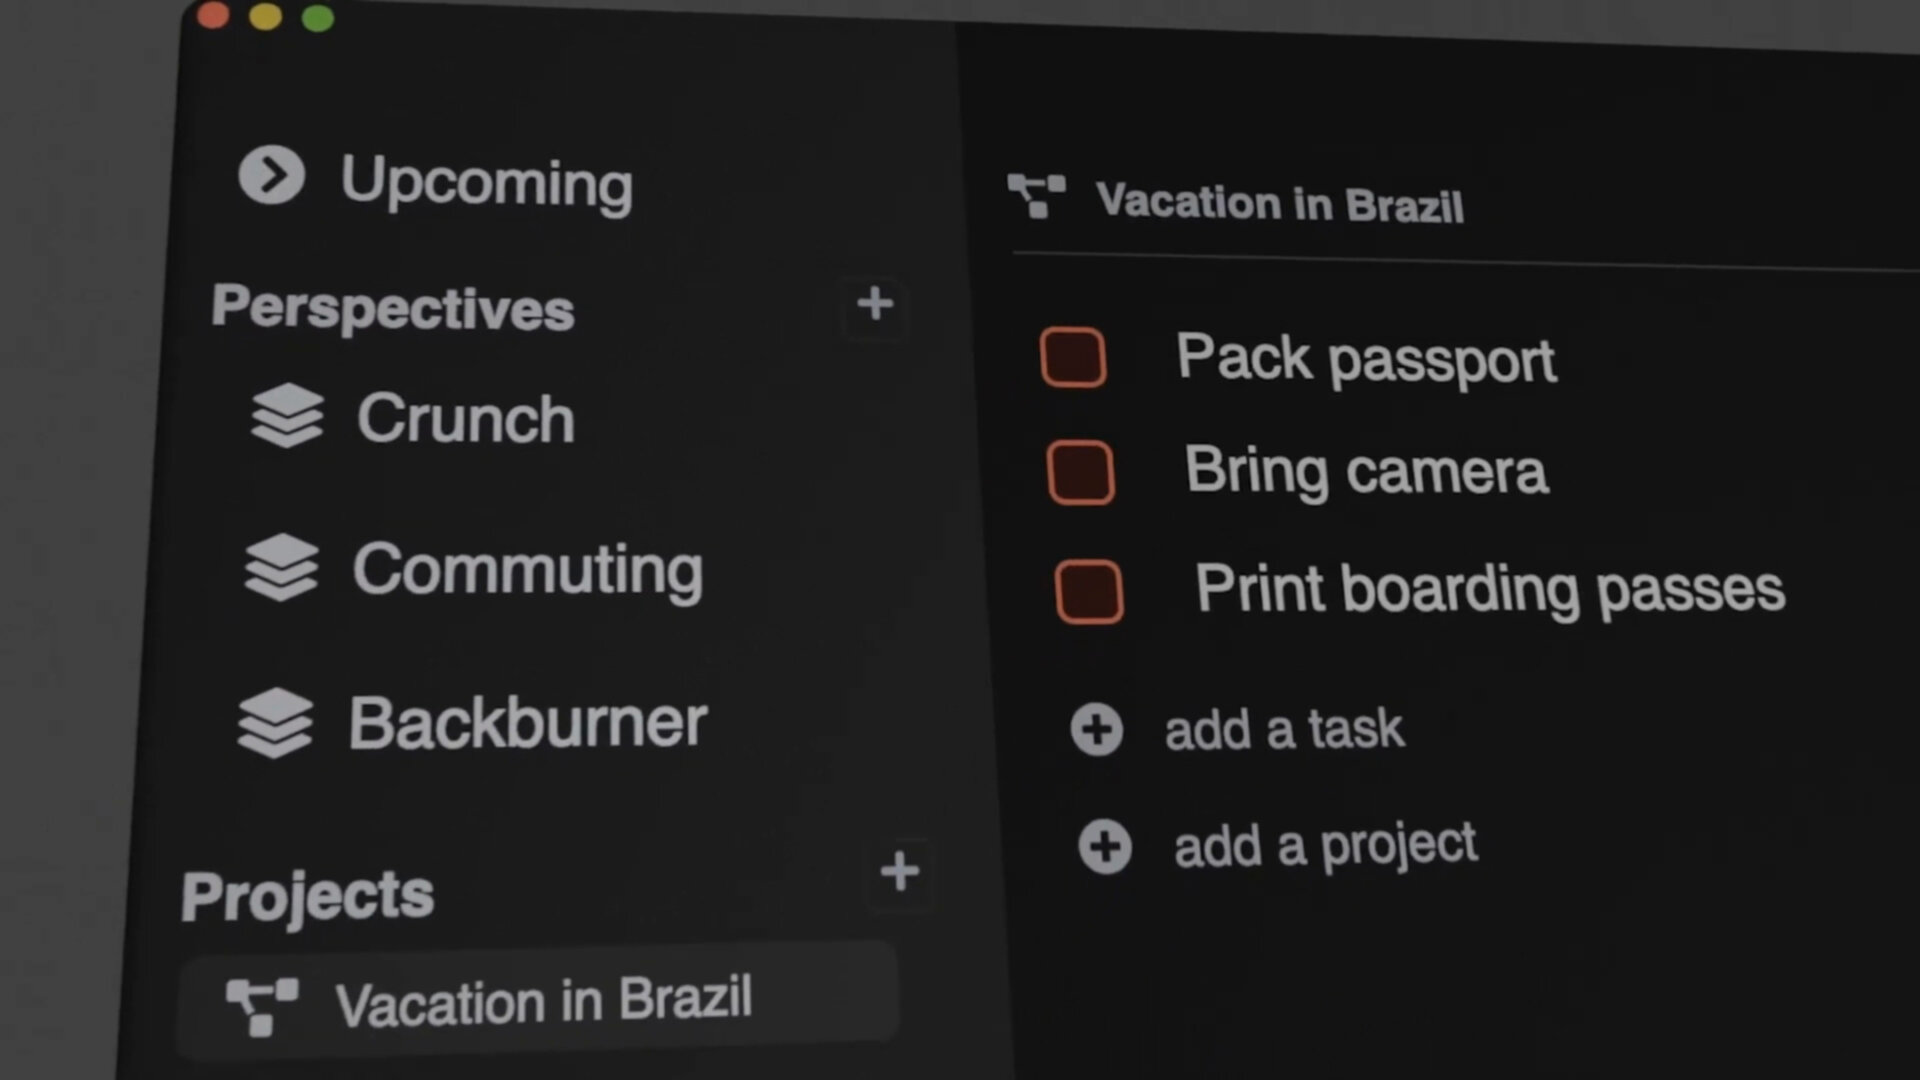 Upcoming
Perspectives
Crunch
Commuting
Backburner
Projects
Vacation in Brazil
Vacation in Brazil
Pack passport
Bring camera
Print boarding passes
add a task
add a project